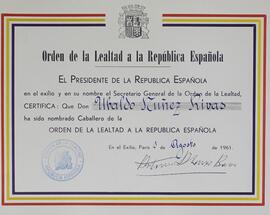 Orden de la Lealtad a la República Española
EL PRESIDENTE DE LA REPUBLICA ESPAÑOLA
en el exilio y en su nombre el Secretario General de la Orden de la Lealtad,
CERTIFICA: Que Don Ubaldo Núñez Rivas
ha sido nombrado Caballero de la
ORDEN DE LA LEALTAD A LA REPUBLICA ESPAÑOLA
En el Exilio, París 1 de Agosto de 1961.